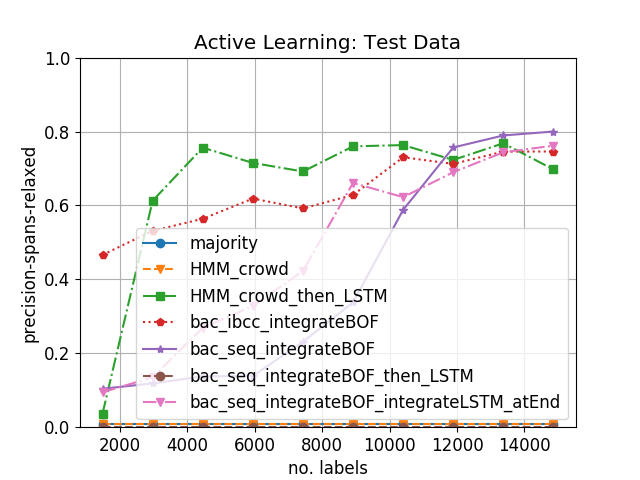 Active Learning: Test Data
precision-spans-relaxed
1.0
0.8
0.6
0.4
0.2
0.0
majority
HMM_crowd
HMM_crowd_then_LSTM
bac_ibcc_integrateBOF
bac_seq_integrateBOF
bac_seq_integrateBOF_then_LSTM
bac_seq_integrateBOF_integrateLSTM_atEnd
2000 4000 6000 8000 10000 12000 14000
no. labels